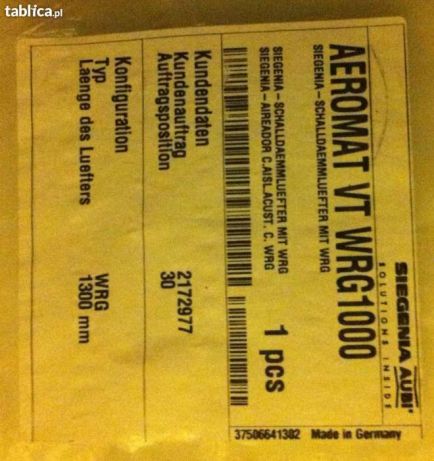 tablica.pl
SIEGENIA AUBI
SOLUTIONS INSIDE
AEROMAT VT WRG1000
SIEGENIA-SCHALLDAEMMLUEFTER MIT WRG
SIEGENIA-SCHALLDAEMMLUEFTER MIT WRG
SIEGENIA-AIREADOR C.AISL.ACUST. C. WRG
1 pcs
Kundendaten
Kundenauftrag 2172977
Auftragsposition 30
Konfiguration
Typ WRG
Laenge des Luefters 1300 mm
37506641382 Made in Germany